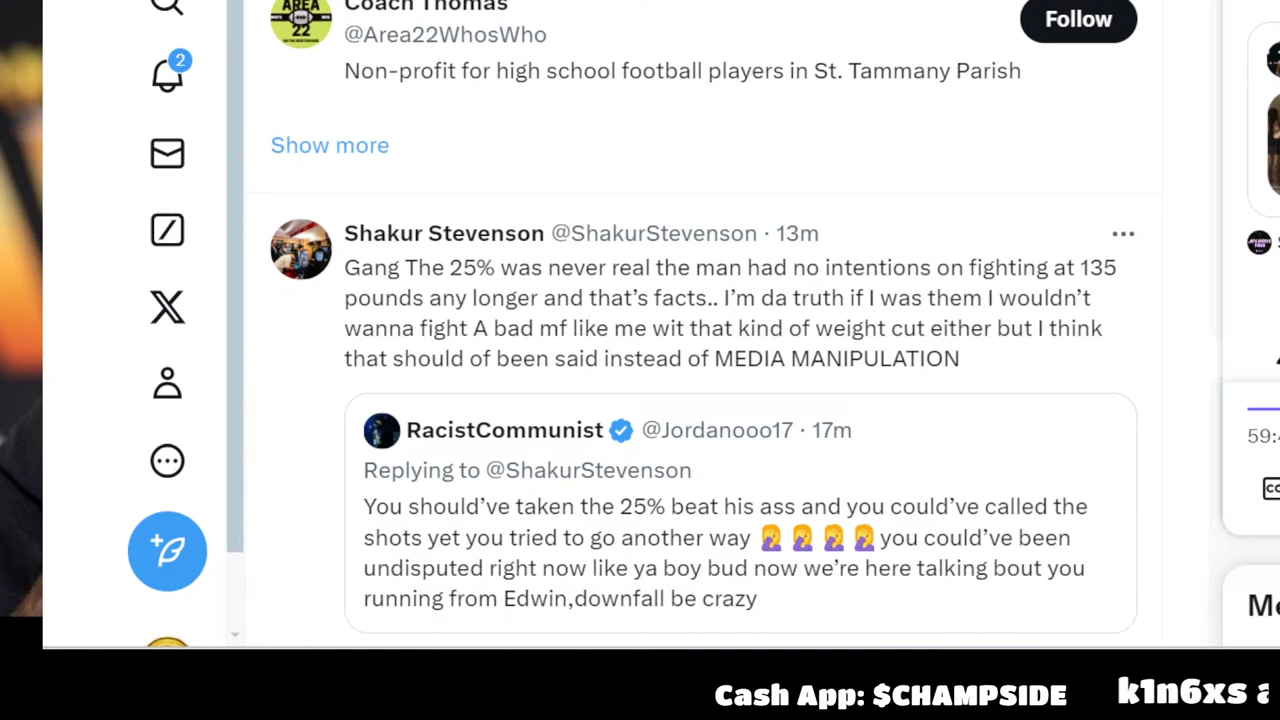 Coach Thomas
AREA
22
@Area22WhosWho
Follow
Non-profit for high school football players in St. Tammany Parish
2
Show more
Shakur Stevenson @ShakurStevenson · 13m
Gang The 25% was never real the man had no intentions on fighting at 135
pounds any longer and that's facts.. I'm da truth if I was them I wouldn't
wanna fight A bad mf like me wit that kind of weight cut either but I think
that should of been said instead of MEDIA MANIPULATION
RacistCommunist @Jordanooo17 · 17m
Replying to @ShakurStevenson
You should've taken the 25% beat his ass and you could've called the
shots yet you tried to go another way 🤦‍♀️ 🤦‍♀️ 🤦‍♀️ 🤦‍♀️ you could've been
undisputed right now like ya boy bud now we're here talking bout you
running from Edwin,downfall be crazy
59:
Me
Cash App: $CHAMPSIDE
k1n6xs a